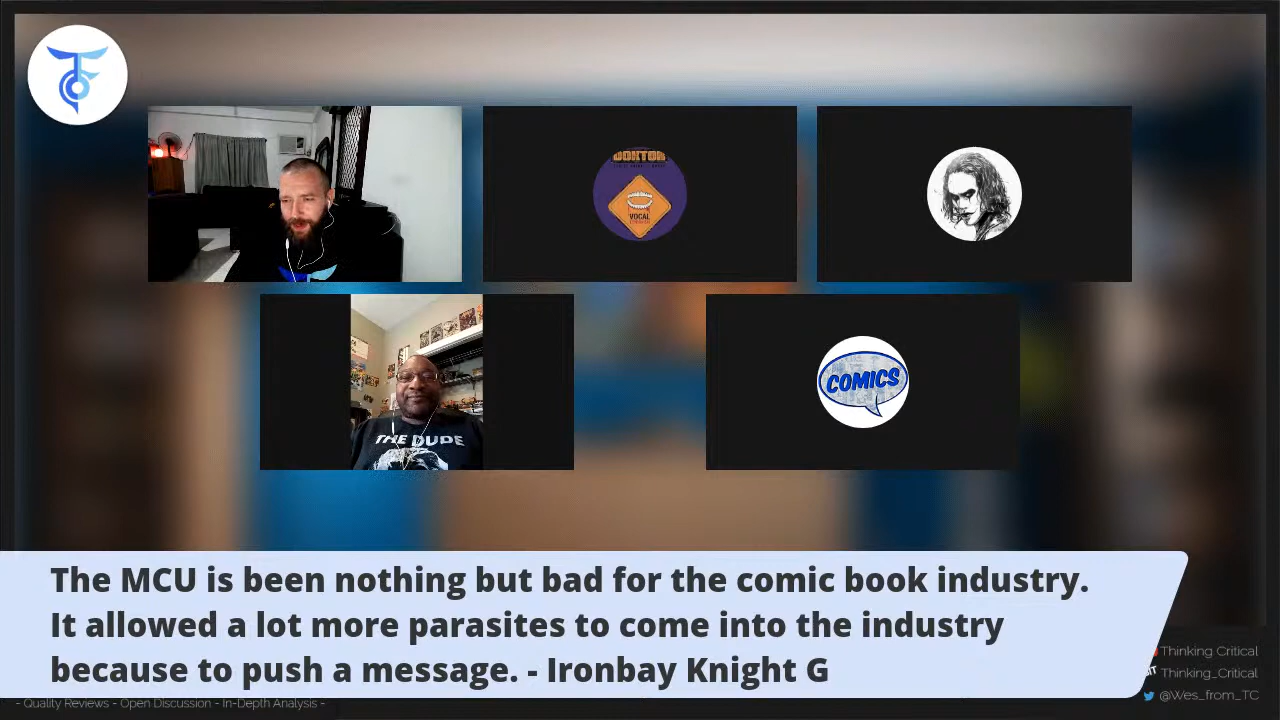 DOKTOR
VOCAL
THE DUDE
COMICS
The MCU is been nothing but bad for the comic book industry.
It allowed a lot more parasites to come into the industry
because to push a message. - Ironbay Knight G
Thinking Critical
Thinking_Critical
@Wes_from_TC
- Quality Reviews - Open Discussion - In-Depth Analysis -